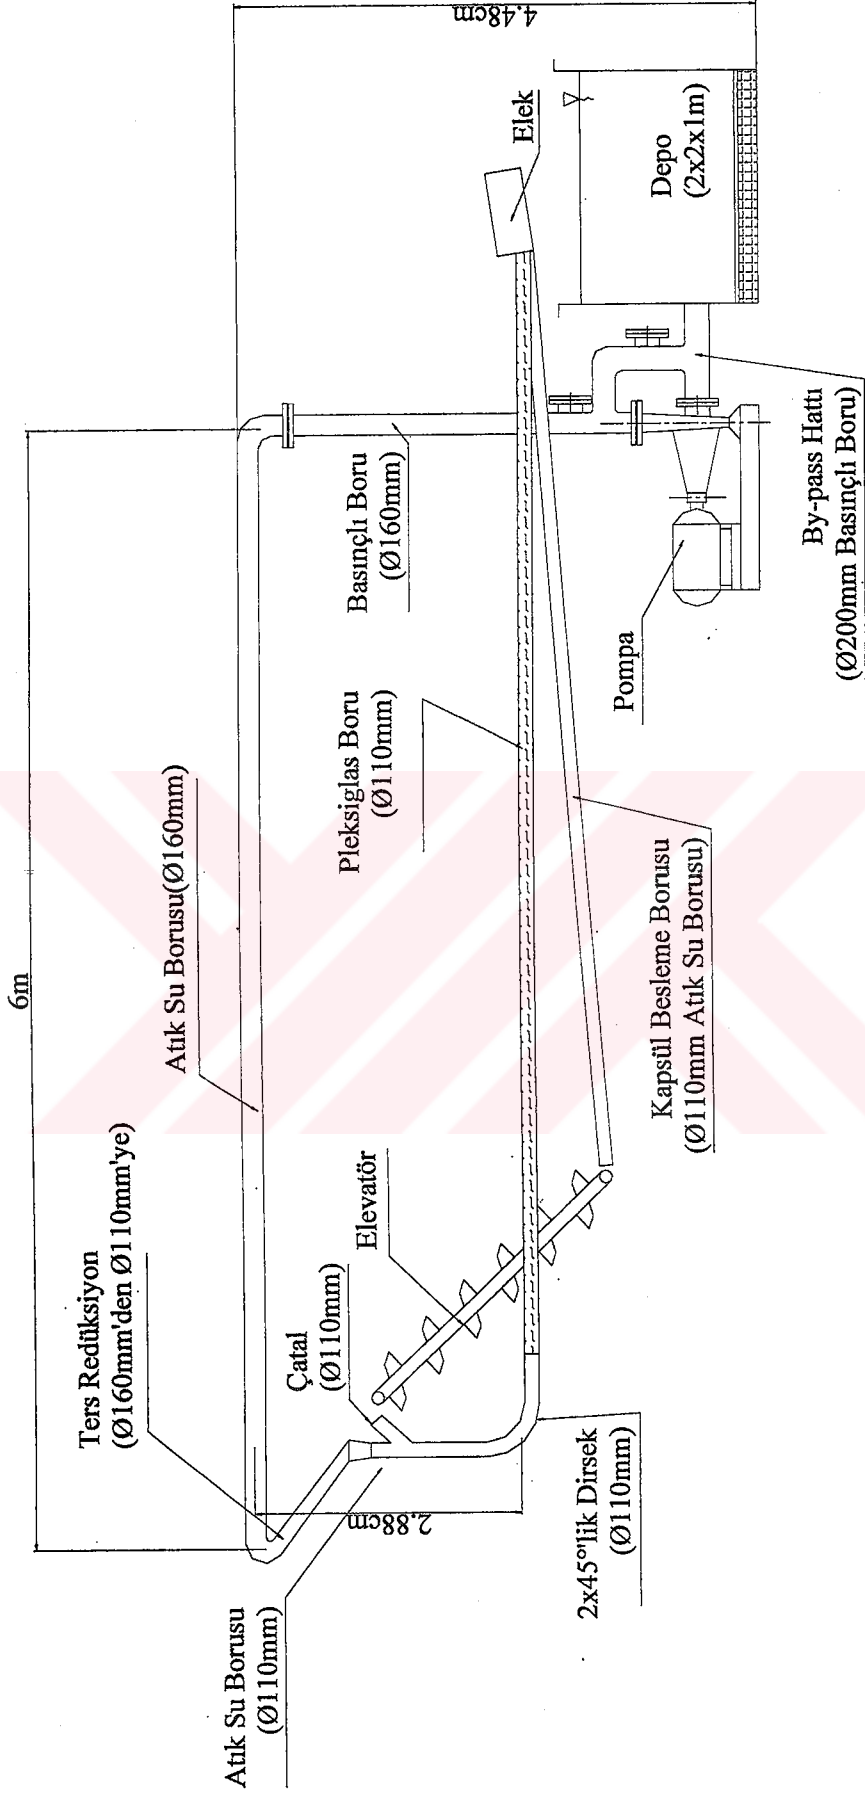 6m
4.48cm
Atık Su Borusu(Ø160mm)
Ters Redüksiyon
(Ø160mm'den Ø110mm'ye)
Basınçlı Boru
(Ø160mm)
Pleksiglas Boru
(Ø110mm)
Elek
Depo
(2x2x1m)
Çatal
(Ø110mm)
Elevatör
2.88cm
Atık Su Borusu
(Ø110mm)
2x45°'lik Dirsek
(Ø110mm)
Kapsül Besleme Borusu
(Ø110mm Atık Su Borusu)
Pompa
By-pass Hattı
(Ø200mm Basınçlı Boru)